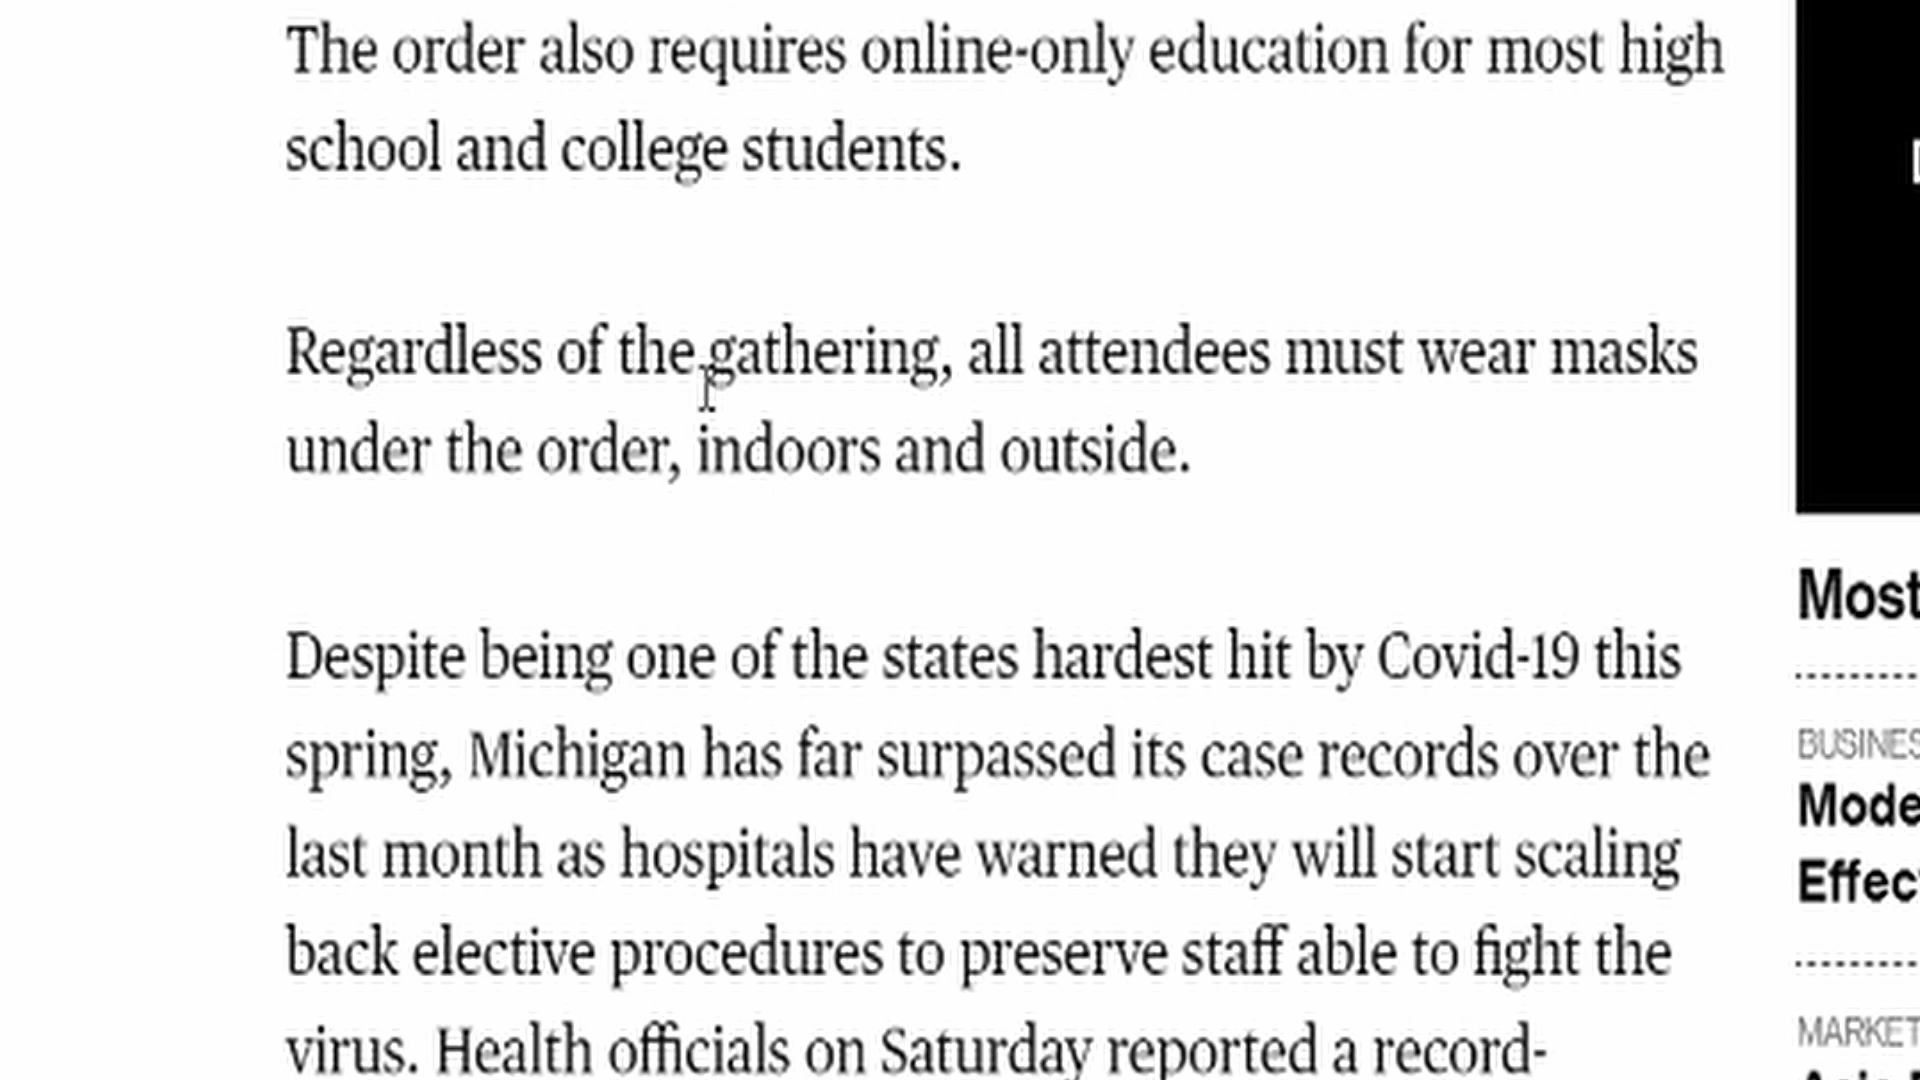 The order also requires online-only education for most high
school and college students.
Regardless of the gathering, all attendees must wear masks
under the order, indoors and outside.
Despite being one of the states hardest hit by Covid-19 this
spring, Michigan has far surpassed its case records over the
last month as hospitals have warned they will start scaling
back elective procedures to preserve staff able to fight the
virus. Health officials on Saturday reported a record-
Most